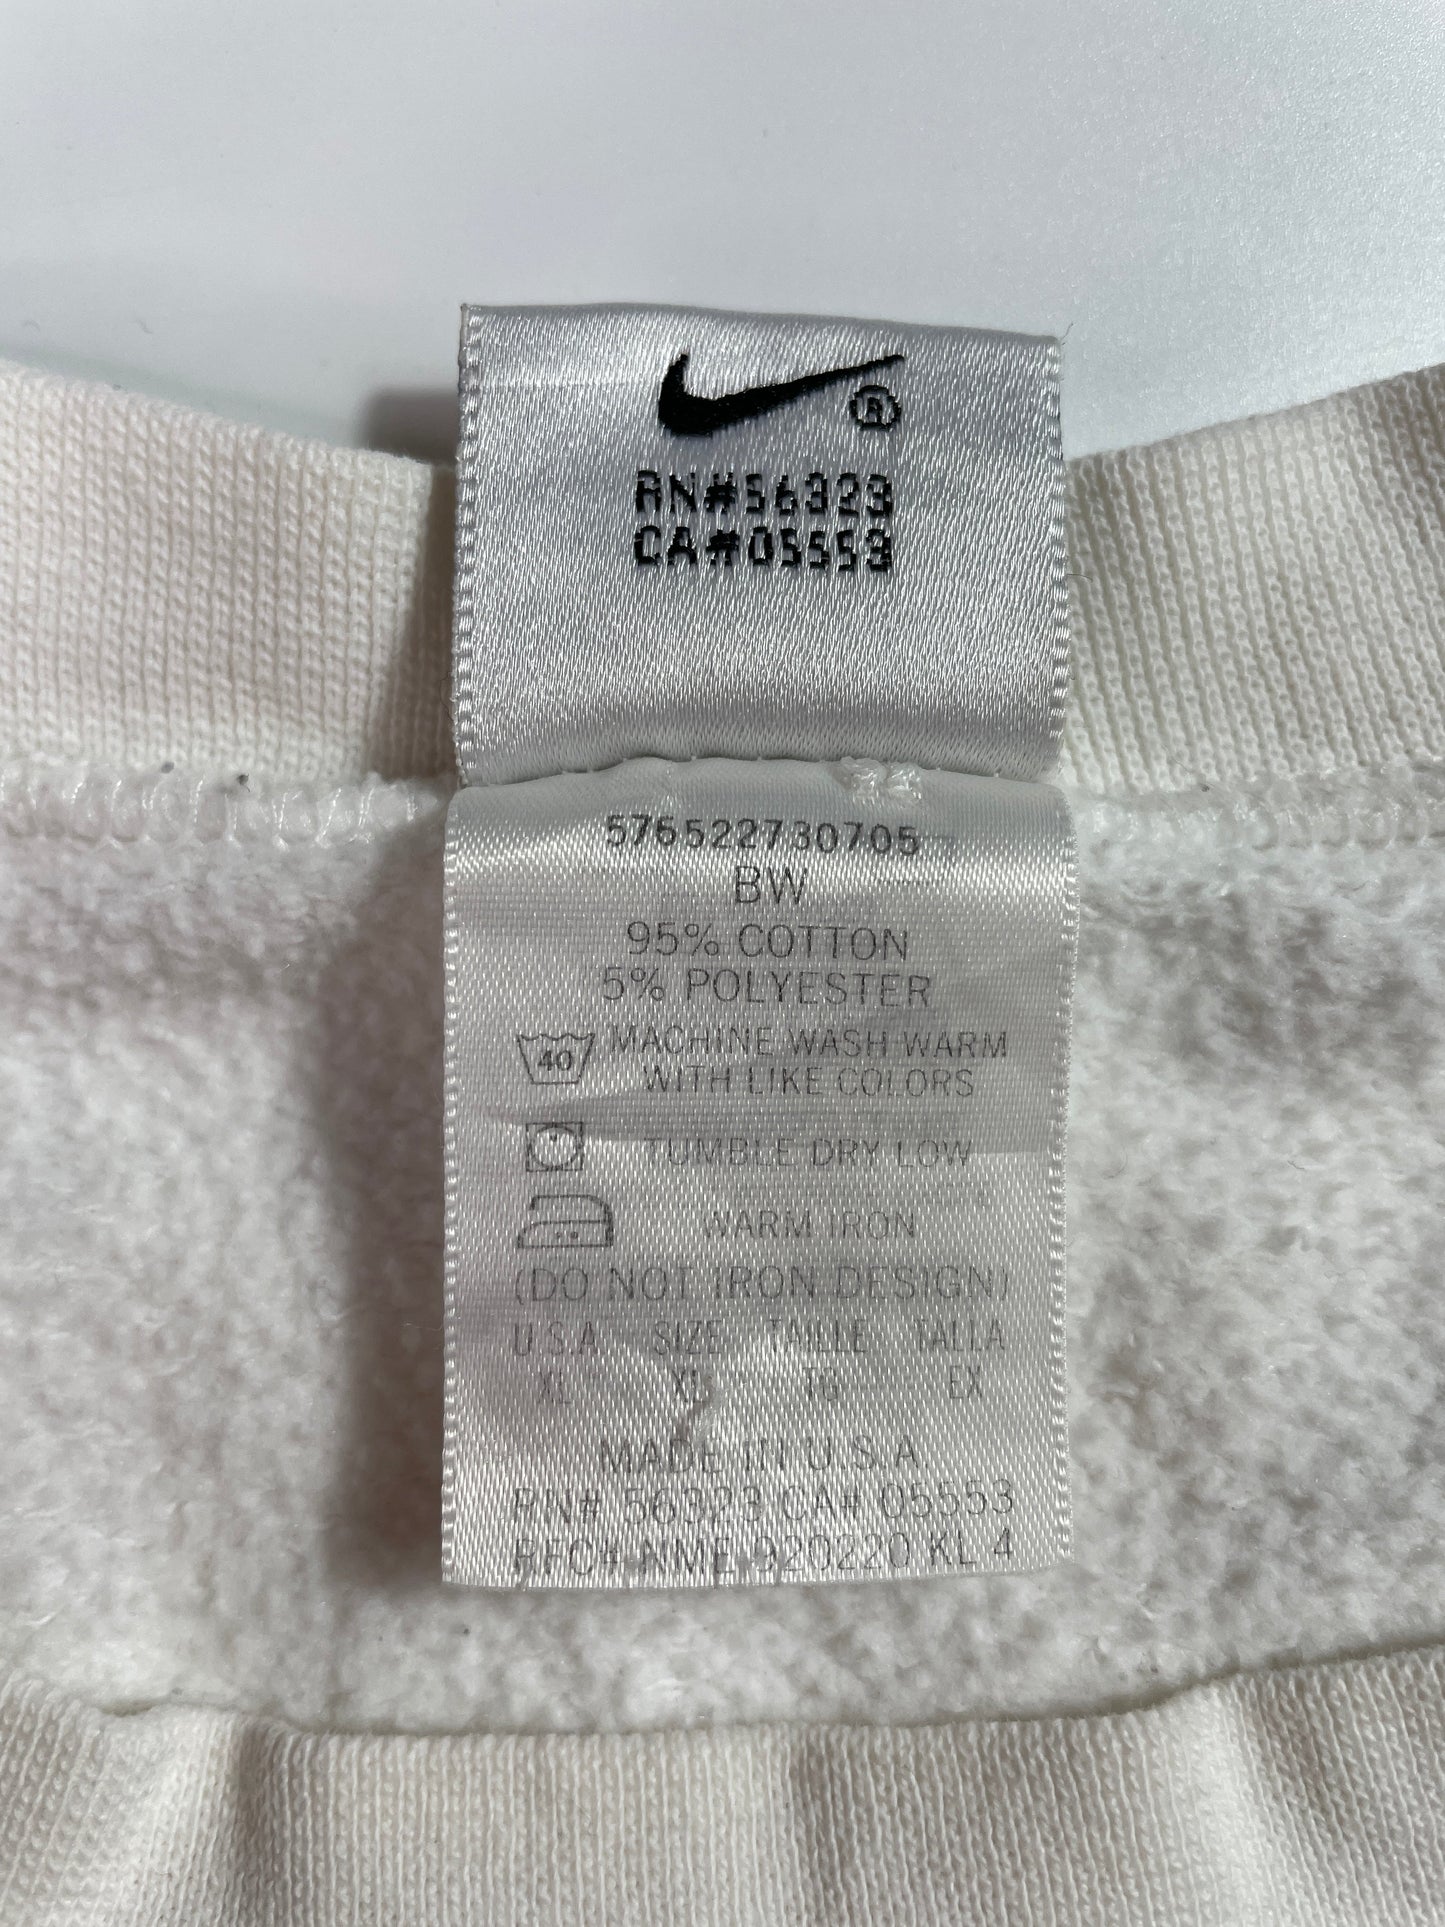 ®
RN#56323
CA#05553
576522730705
BW
95% COTTON
5% POLYESTER
40 MACHINE WASH WARM
WITH LIKE COLORS
TUMBLE DRY LOW
WARM IRON
(DO NOT IRON DESIGN)
U.S.A SIZE TAILLE TALLA
XL XL TG EX
MADE IN U.S.A
RN# 56323 CA# 05553
RFC# NME 920220 KL 4